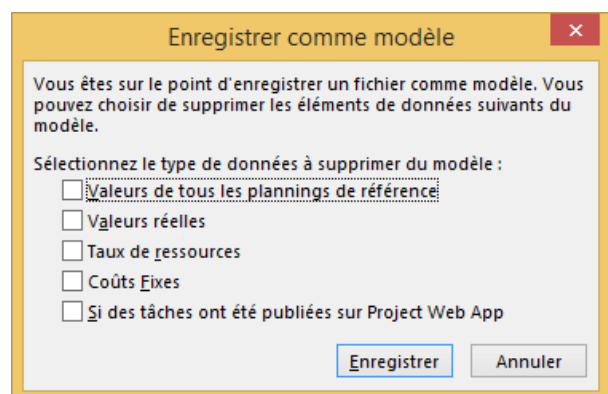 Enregistrer comme modèle
Vous êtes sur le point d'enregistrer un fichier comme modèle. Vous
pouvez choisir de supprimer les éléments de données suivants du
modèle.
Sélectionnez le type de données à supprimer du modèle :
Valeurs de tous les plannings de référence
Valeurs réelles
Taux de ressources
Coûts Fixes
Si des tâches ont été publiées sur Project Web App
Enregistrer Annuler